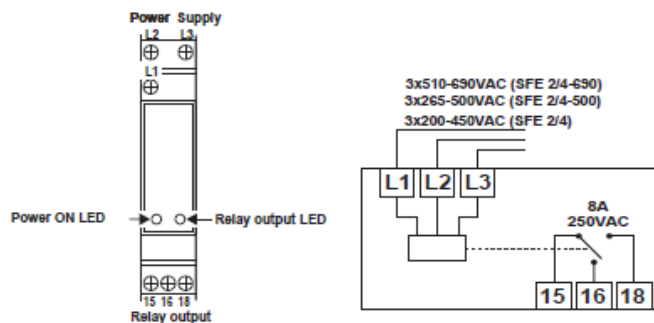 Power Supply
L2 L3
L1
Power ON LED
Relay output LED
15 16 18
Relay output
3x510-690VAC (SFE 2/4-690)
3x265-500VAC (SFE 2/4-500)
3x200-450VAC (SFE 2/4)
L1 L2 L3
8A
250VAC
15 16 18